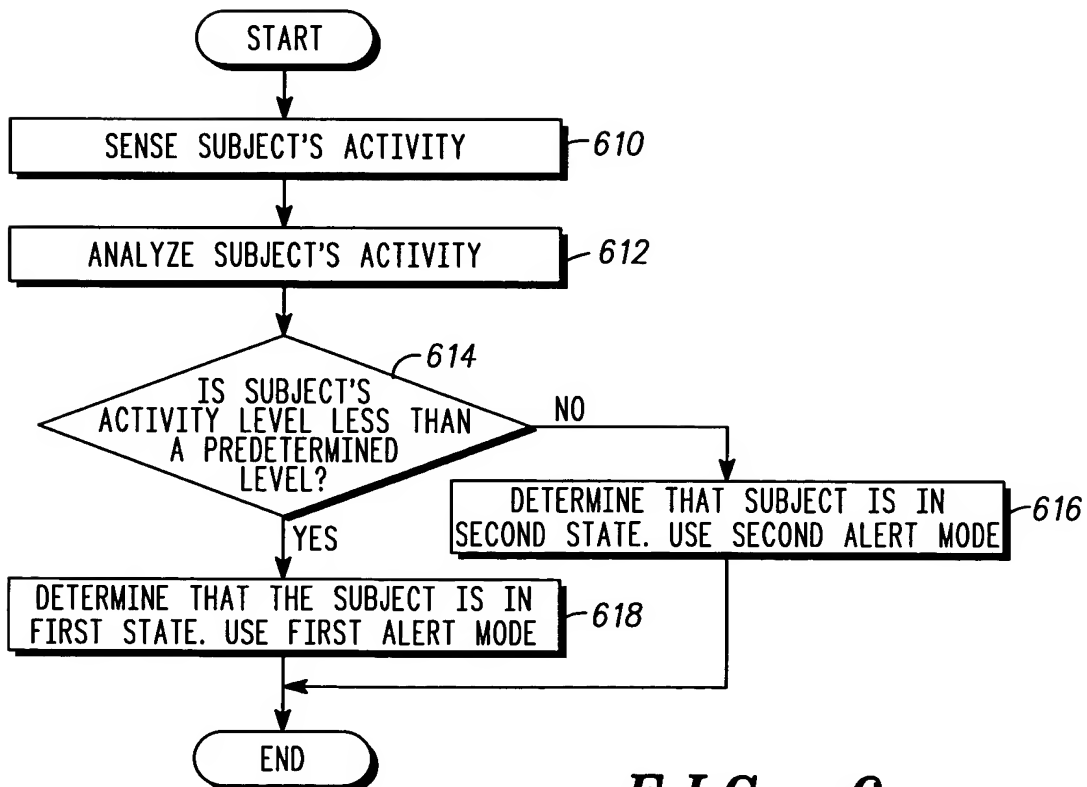 START
SENSE SUBJECT'S ACTIVITY
610
ANALYZE SUBJECT'S ACTIVITY
612
614
IS SUBJECT'S
ACTIVITY LEVEL LESS THAN
A PREDETERMINED
LEVEL?
NO
YES
DETERMINE THAT SUBJECT IS IN
SECOND STATE. USE SECOND ALERT MODE
616
DETERMINE THAT THE SUBJECT IS IN
FIRST STATE. USE FIRST ALERT MODE
618
END
FIG